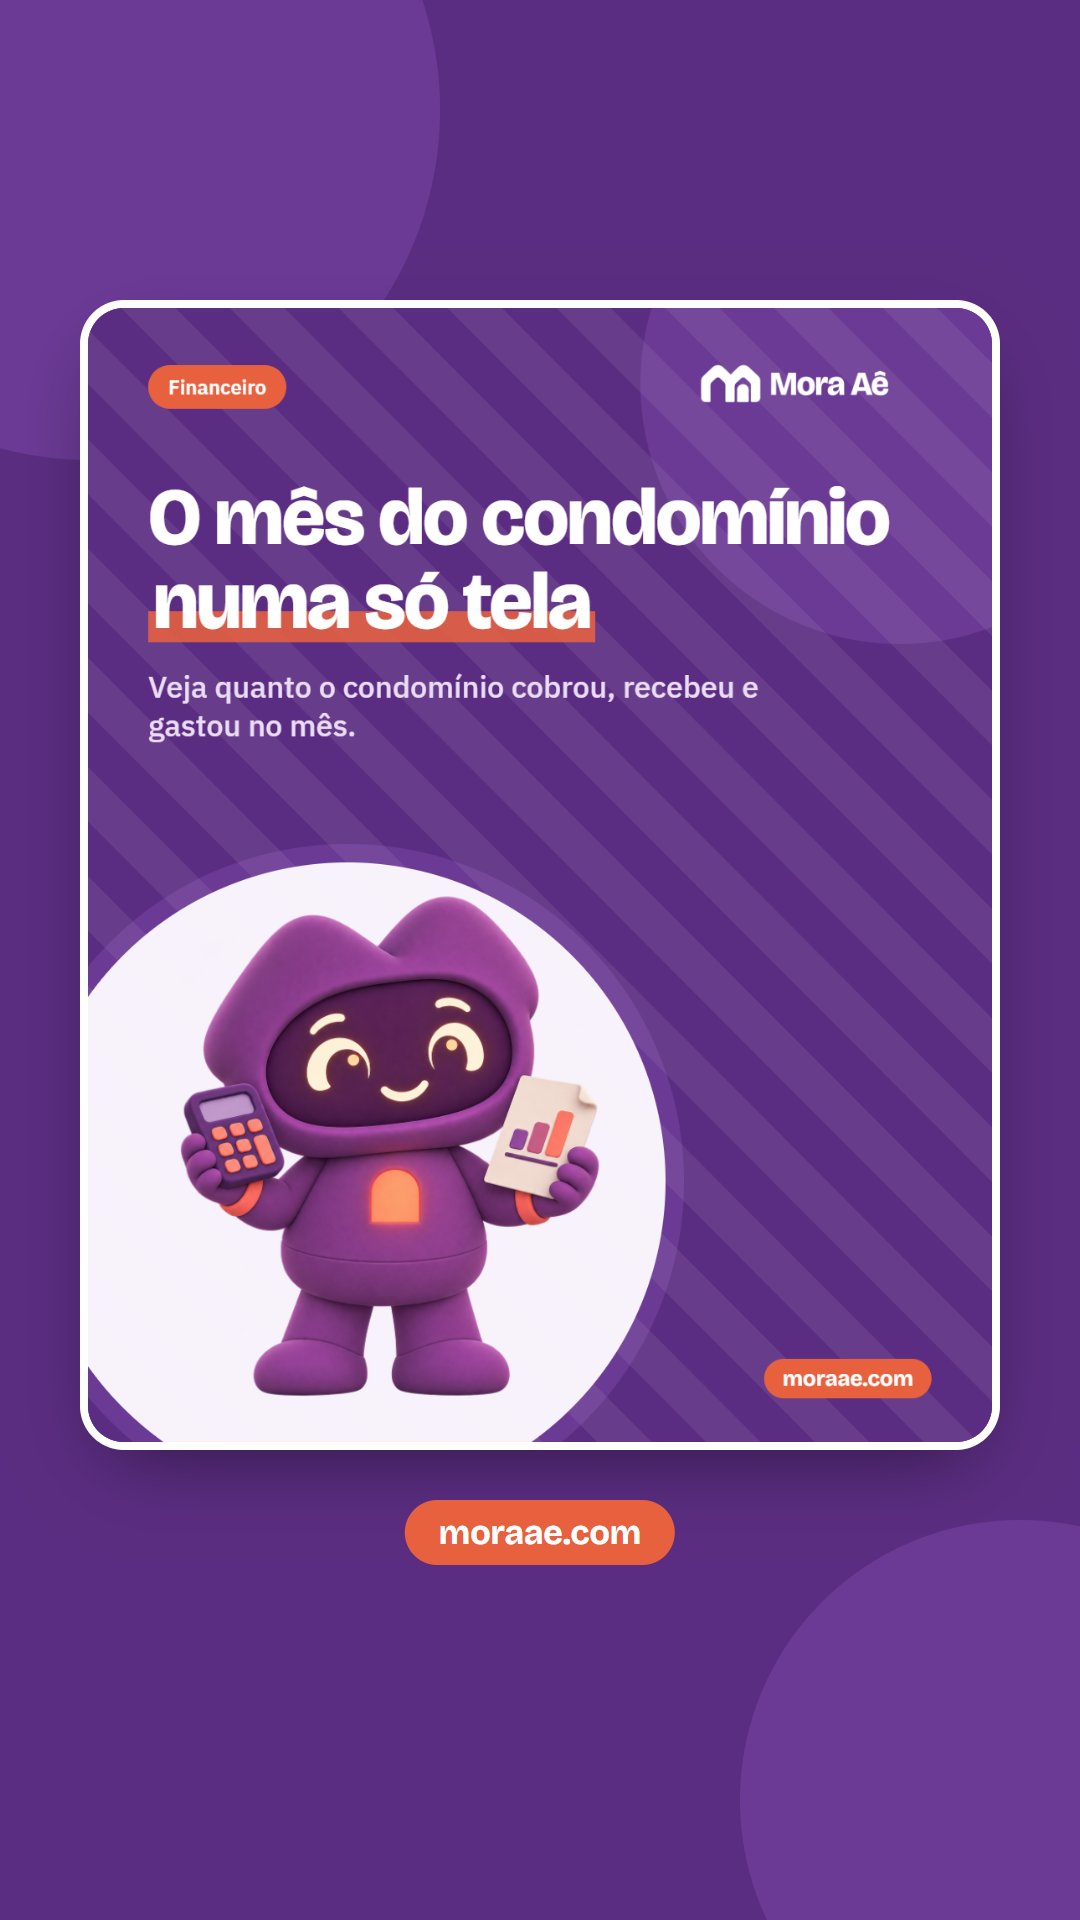 Financeiro
Mora Aê
O mês do condomínio
numa só tela
Veja quanto o condomínio cobrou, recebeu e
gastou no mês.
moraae.com
moraae.com